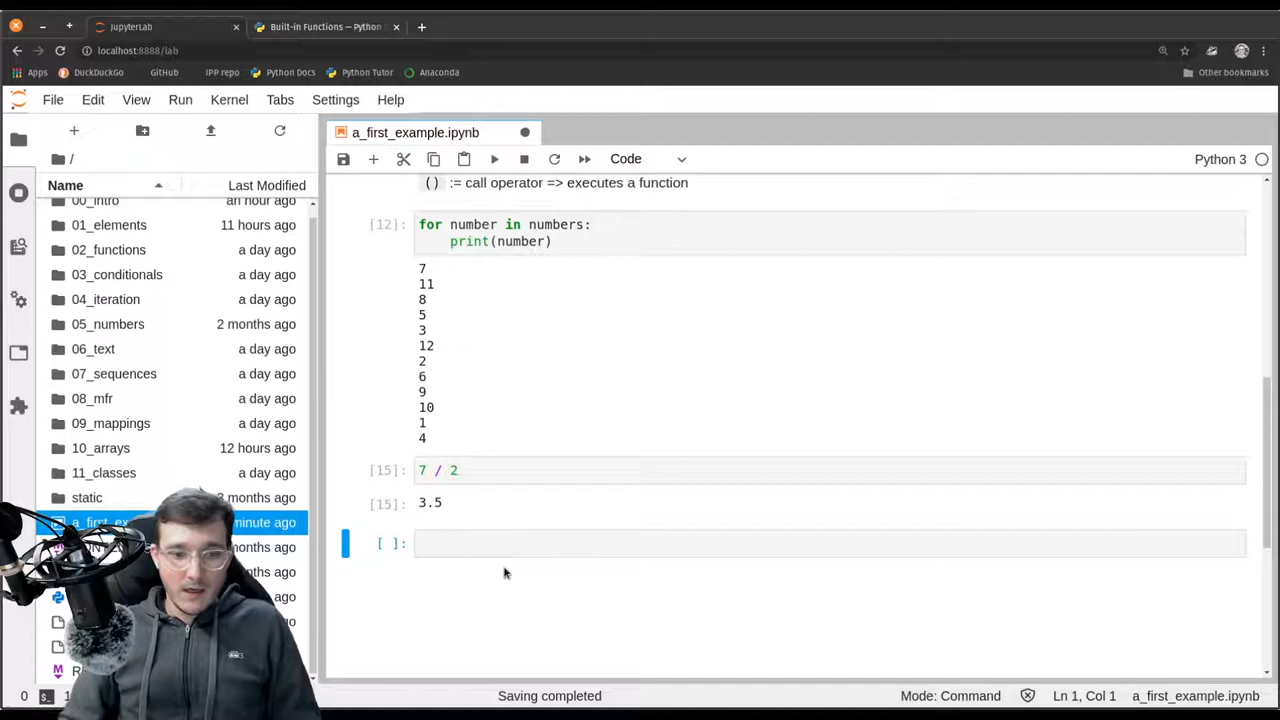 JupyterLab
Built-in Functions — Python
localhost:8888/lab
Apps DuckDuckGo GitHub IPP repo Python Docs Python Tutor Anaconda Other bookmarks
File Edit View Run Kernel Tabs Settings Help
a_first_example.ipynb
/
Code Python 3
Name Last Modified
00_intro an hour ago
01_elements 11 hours ago
02_functions a day ago
03_conditionals a day ago
04_iteration a day ago
05_numbers 2 months ago
06_text a day ago
07_sequences a day ago
08_mfr a day ago
09_mappings a day ago
10_arrays 12 hours ago
11_classes a day ago
static months ago
a_first_ex minute ago
months ago
months ago
ago
ago
ago
ago
() := call operator => executes a function
[12]: for number in numbers:
print(number)
7
11
8
5
3
12
2
6
9
10
1
4
[15]: 7 / 2
[15]: 3.5
[ ]:
0 $_ 1 Saving completed Mode: Command Ln 1, Col 1 a_first_example.ipynb